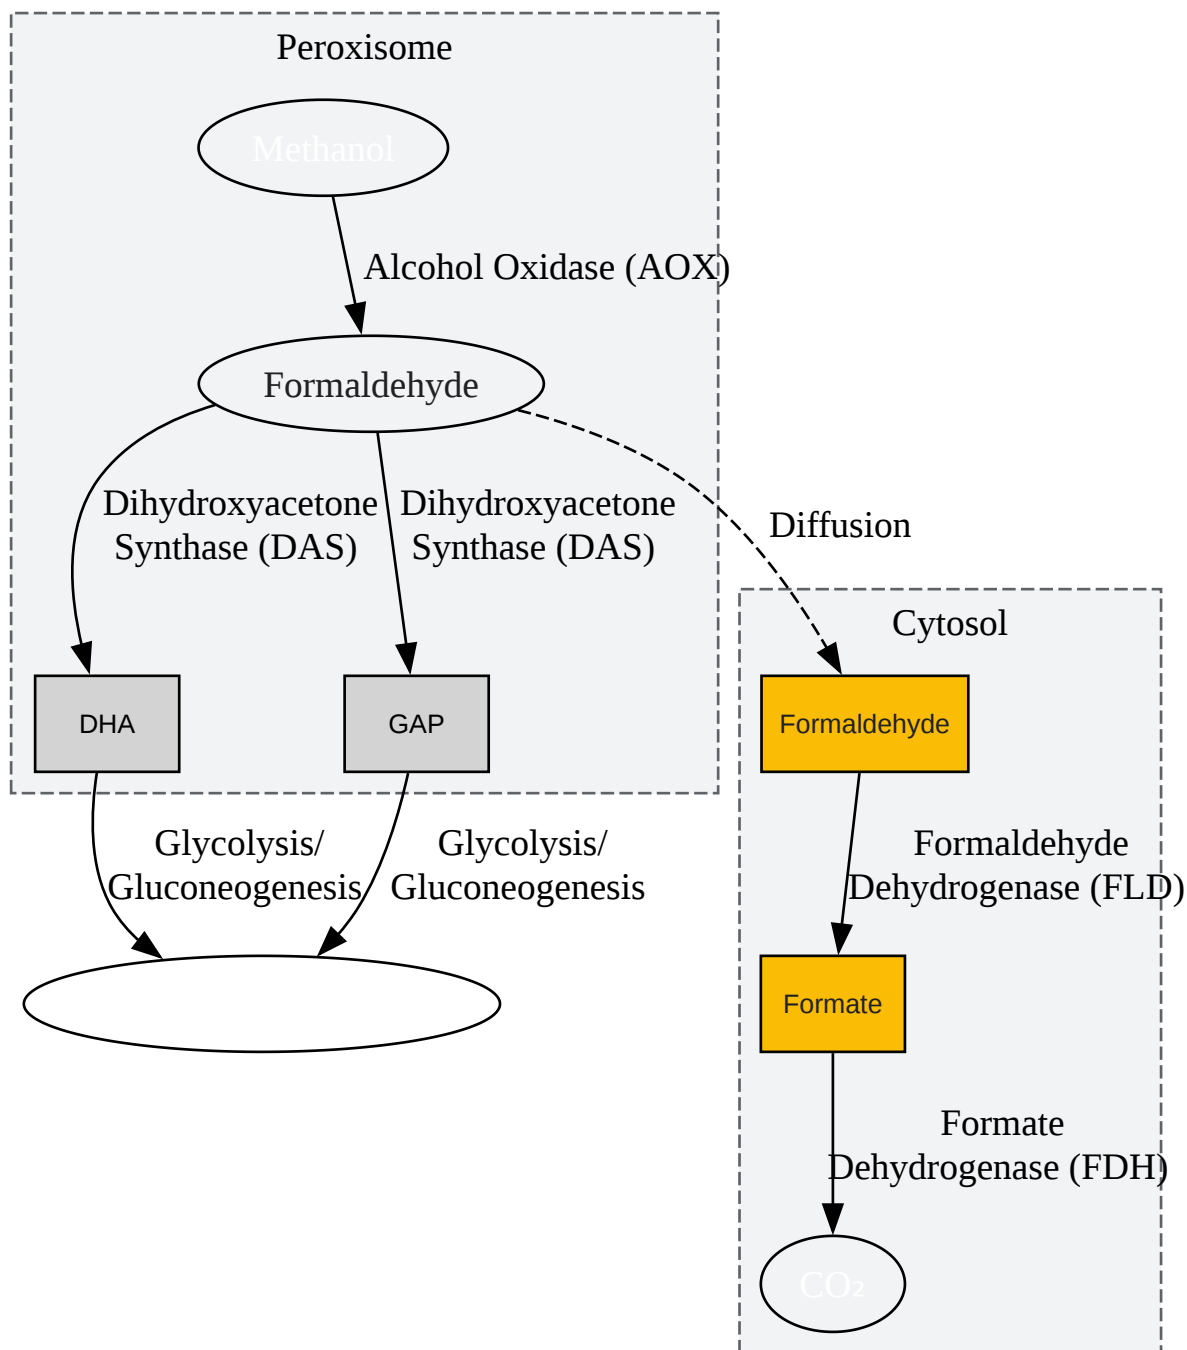 Peroxisome
Methanol
Alcohol Oxidase (AOX)
Formaldehyde
Dihydroxyacetone
Synthase (DAS)
Dihydroxyacetone
Synthase (DAS)
Diffusion
Cytosol
DHA
GAP
Formaldehyde
Glycolysis/
Gluconeogenesis
Glycolysis/
Gluconeogenesis
Formaldehyde
Dehydrogenase (FLD)
Formate
Formate
Dehydrogenase (FDH)
CO₂